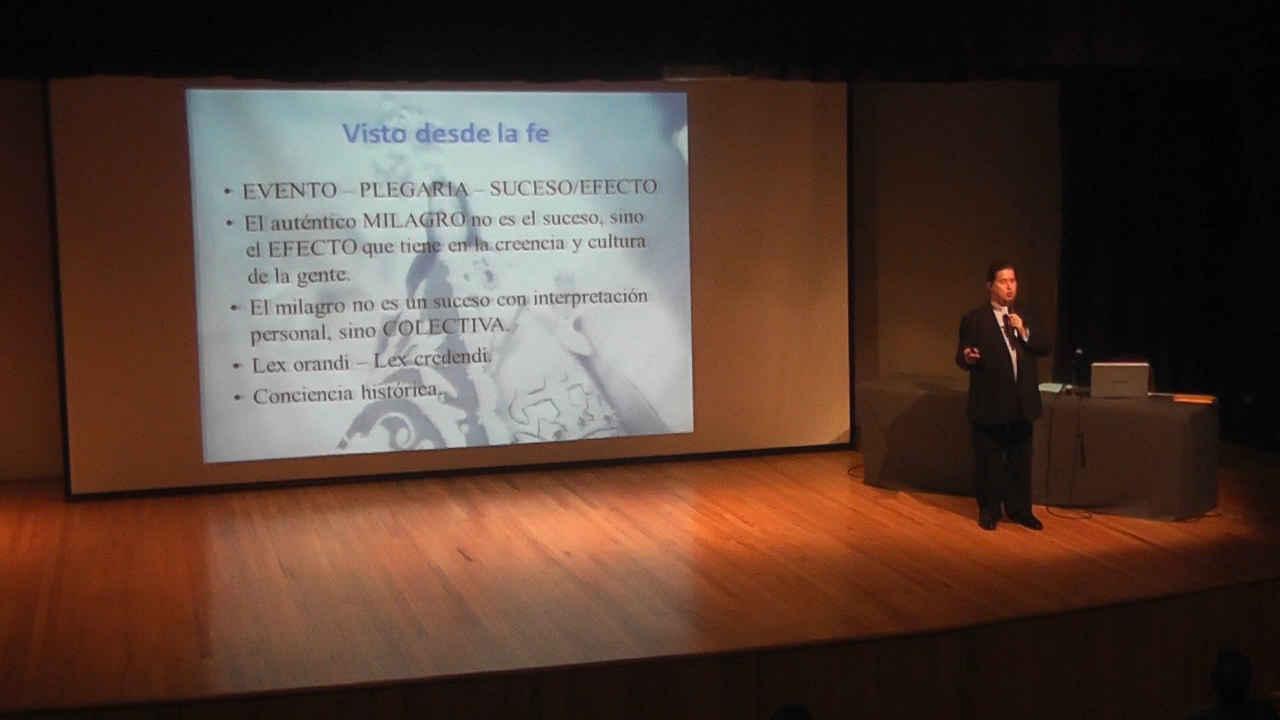 Visto desde la fe
• EVENTO – PLEGARIA – SUCESO/EFECTO
• El auténtico MILAGRO no es el suceso, sino
el EFECTO que tiene en la creencia y cultura
de la gente.
• El milagro no es un suceso con interpretación
personal, sino COLECTIVA.
• Lex orandi – Lex credendi.
• Conciencia histórica.